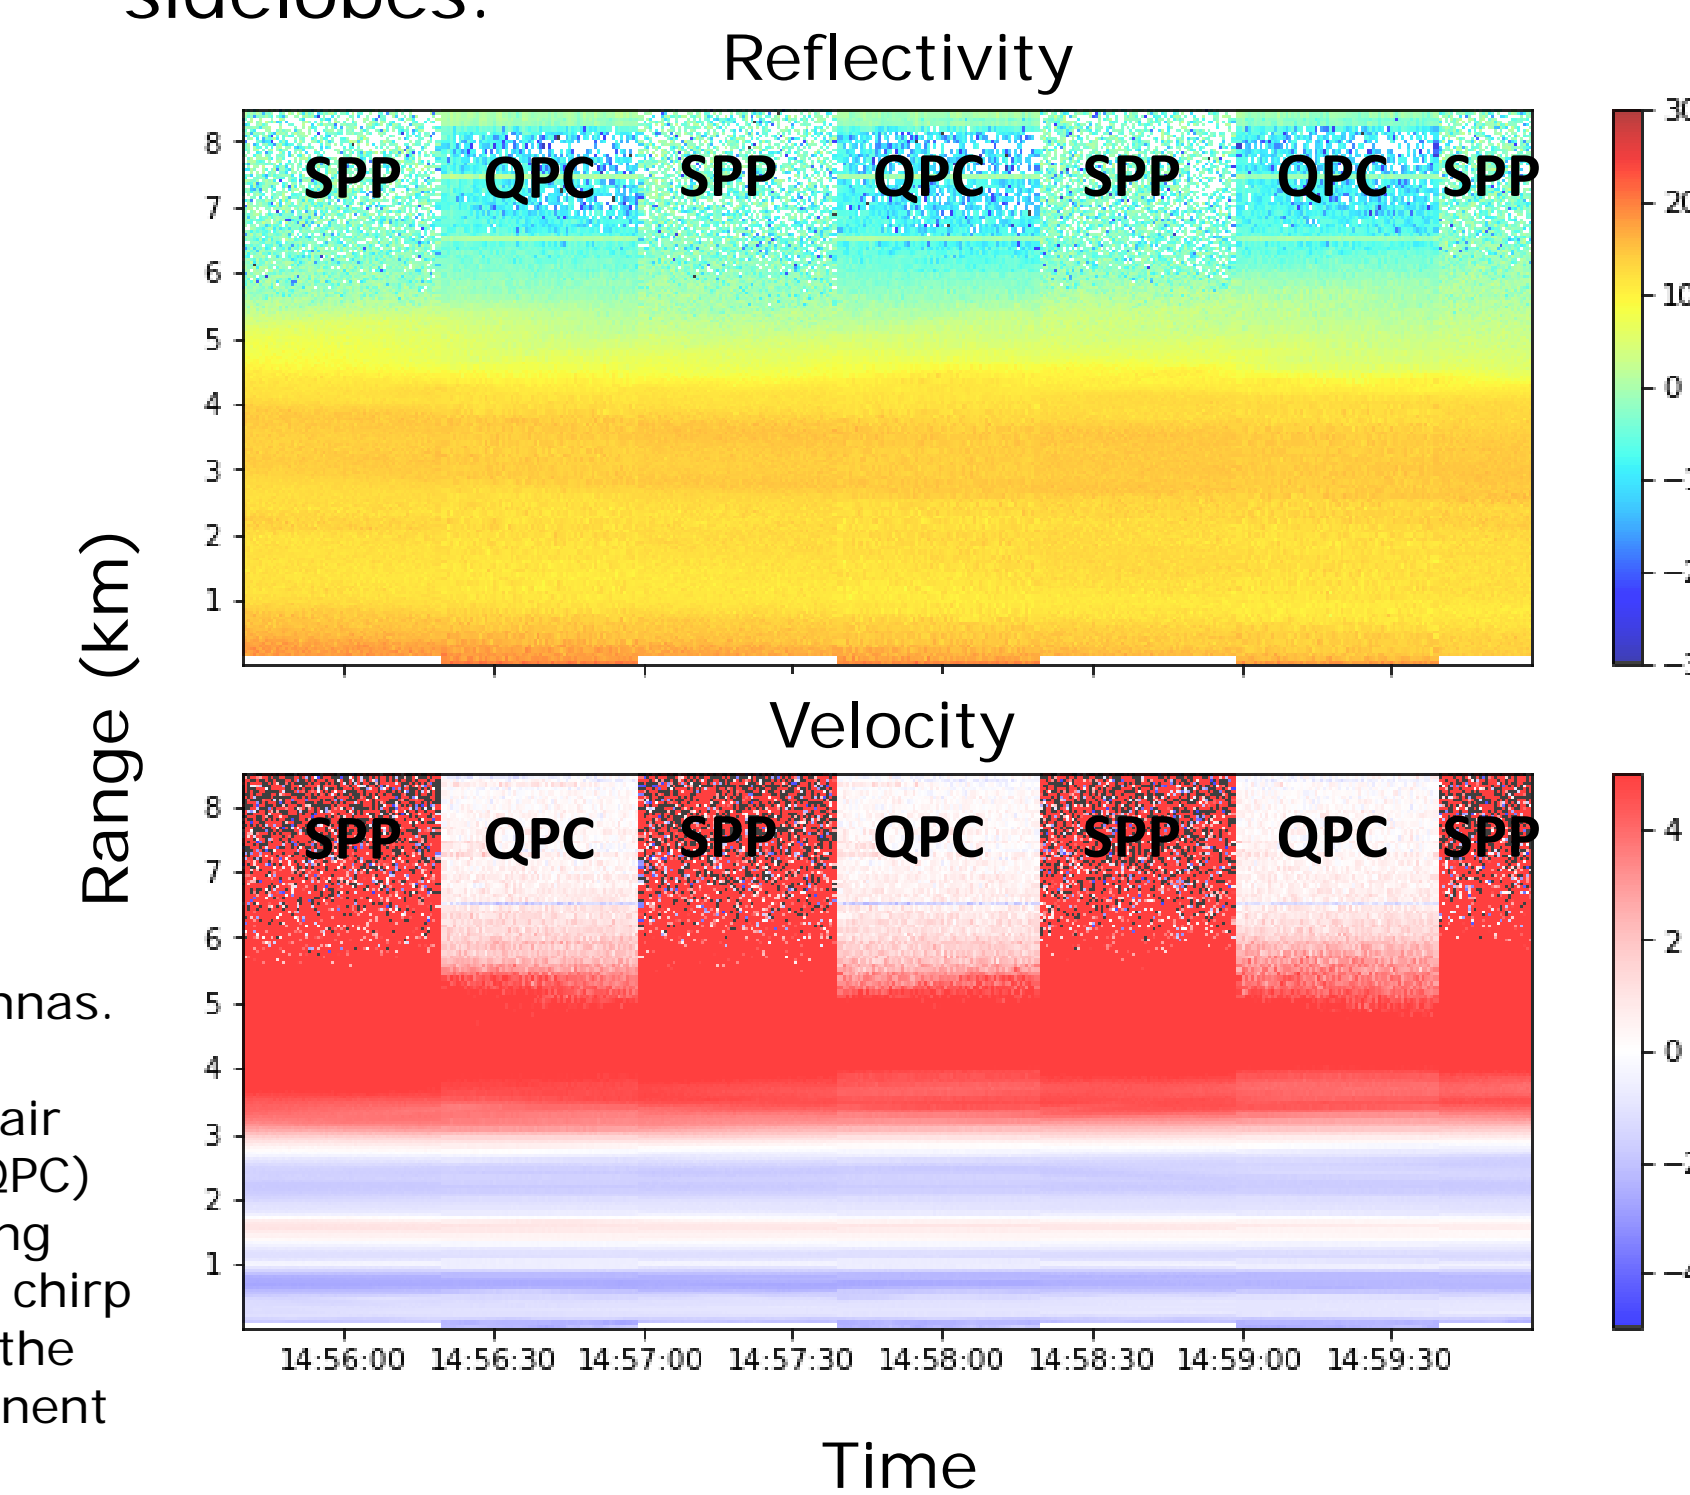 sidelobes.
Reflectivity
8
7
6
5
4
3
2
1
SPP QPC SPP QPC SPP QPC SPP
30
20
10
0
Range (km)
Velocity
8
7
6
5
4
3
2
1
SPP QPC SPP QPC SPP QPC SPP
4
2
0
14:56:00 14:56:30 14:57:00 14:57:30 14:58:00 14:58:30 14:59:00 14:59:30
Time
nnas.
air
QPC)
ng
chirp
the
nent